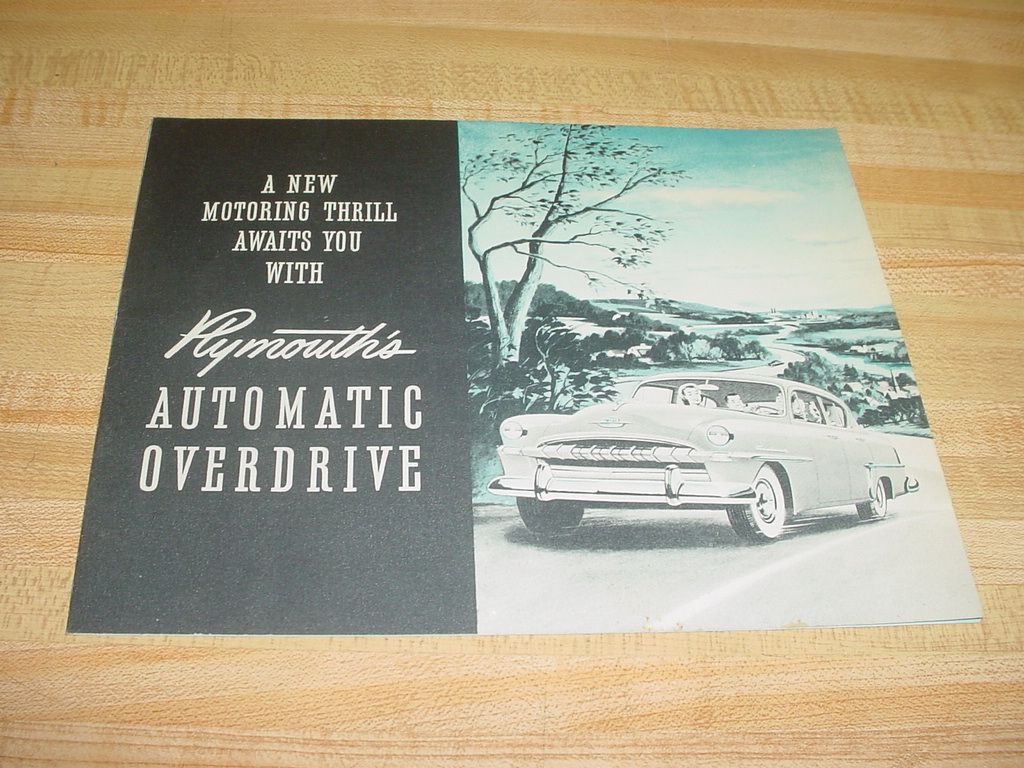 A NEW
MOTORING THRILL
AWAITS YOU
WITH
Plymouth's
AUTOMATIC
OVERDRIVE